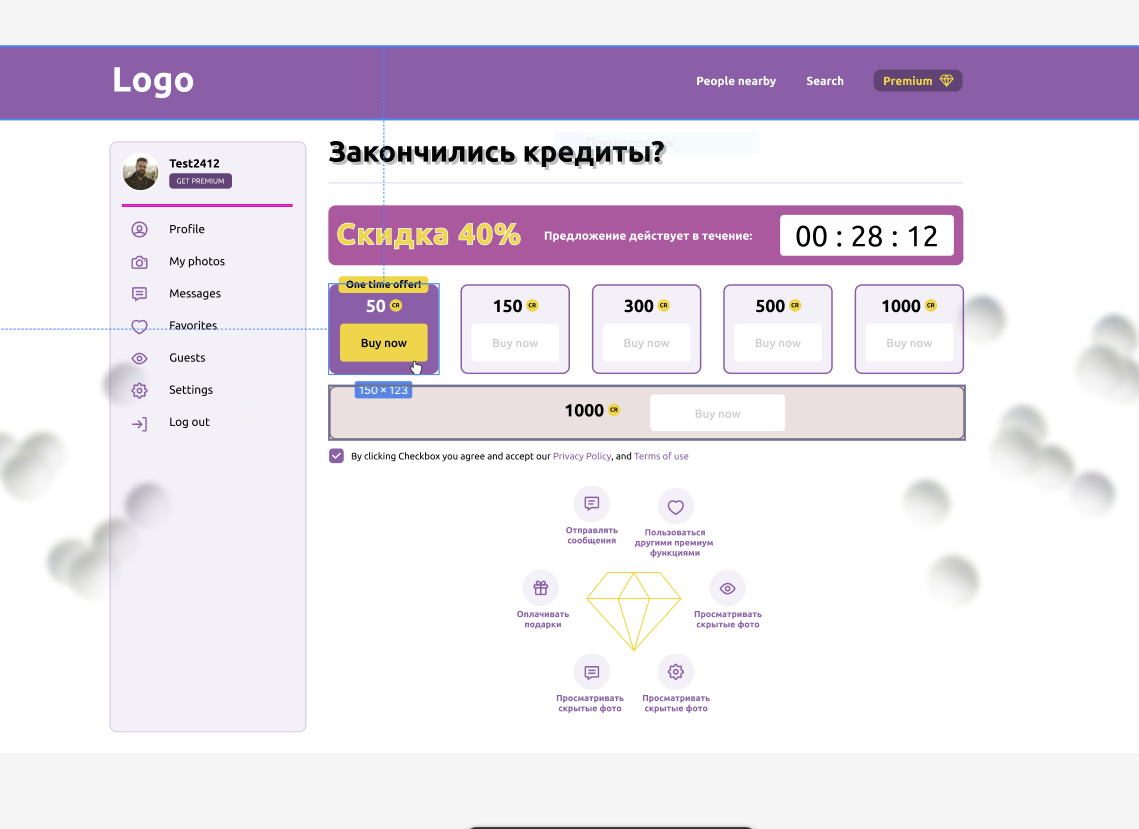 Logo
People nearby
Search
Premium
Test2412
GET PREMIUM
Profile
My photos
Messages
Favorites
Guests
Settings
Log out
Закончились кредиты?
Скидка 40%
Предложение действует в течение:
00 : 28 : 12
One time offer!
50 CR
Buy now
150 CR
Buy now
300 CR
Buy now
500 CR
Buy now
1000 CR
Buy now
150 × 123
1000 CR
Buy now
By clicking Checkbox you agree and accept our Privacy Policy, and Terms of use
Отправлять
сообщения
Пользоваться
другими премиум
функциями
Оплачивать
подарки
Просматривать
скрытые фото
Просматривать
скрытые фото
Просматривать
скрытые фото